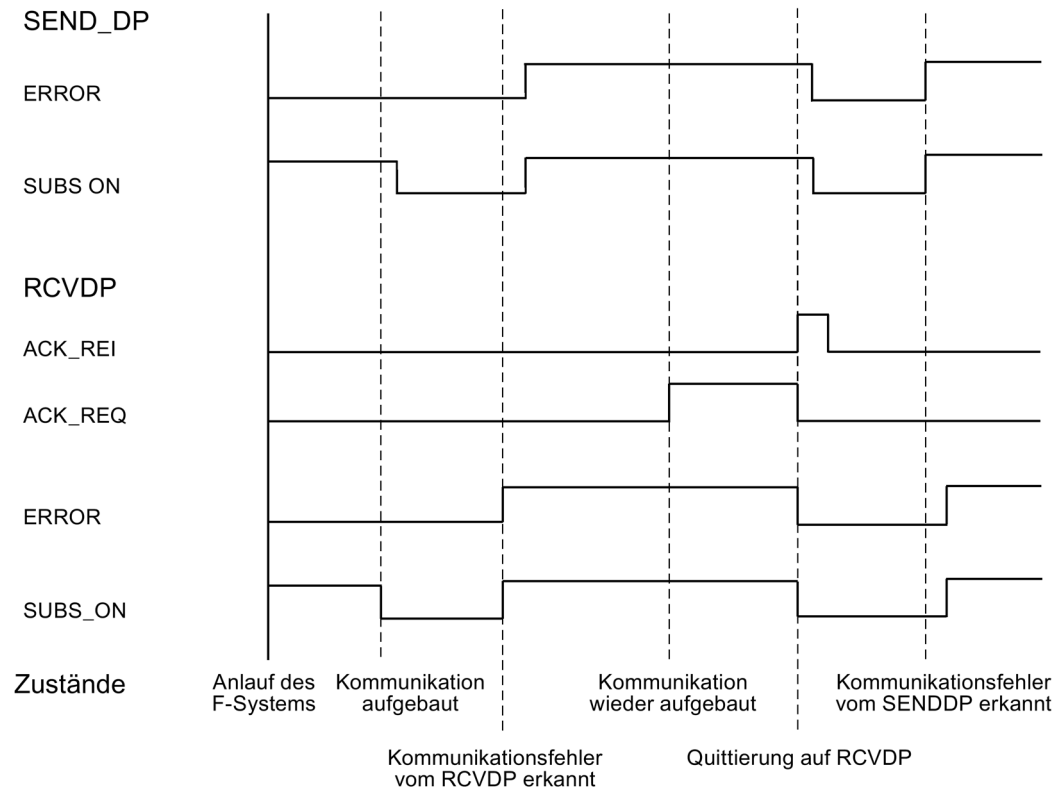 SEND_DP
ERROR
SUBS ON
RCVDP
ACK_REI
ACK_REQ
ERROR
SUBS_ON
Zustände
Anlauf des
F-Systems
Kommunikation
aufgebaut
Kommunikation
wieder aufgebaut
Kommunikationsfehler
vom SENDDP erkannt
Kommunikationsfehler
vom RCVDP erkannt
Quittierung auf RCVDP